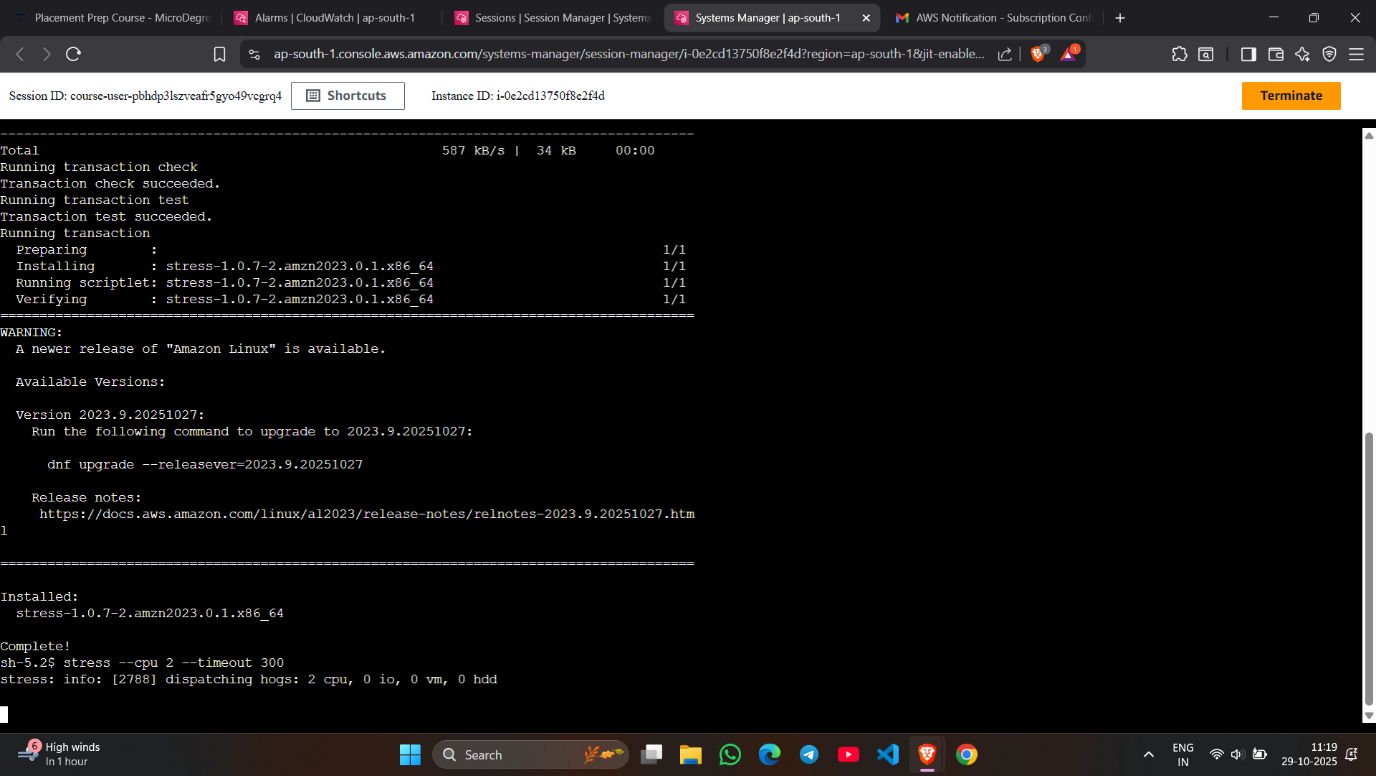 Placement Prep Course - MicroDegre
Alarms | CloudWatch | ap-south-1
Sessions | Session Manager | Systems
Systems Manager | ap-south-1
AWS Notification - Subscription Conf
ap-south-1.console.aws.amazon.com/systems-manager/session-manager/i-0e2cd13750f8e2f4d?region=ap-south-1&jit-enable...
3
1
Session ID: course-user-pbhdp3lszveafr5gyo49vcgrq4
Shortcuts
Instance ID: i-0e2cd13750f8e2f4d
Terminate
--------------------------------------------------------------------------------
Total 587 kB/s | 34 kB 00:00
Running transaction check
Transaction check succeeded.
Running transaction test
Transaction test succeeded.
Running transaction
Preparing : 1/1
Installing : stress-1.0.7-2.amzn2023.0.1.x86_64 1/1
Running scriptlet: stress-1.0.7-2.amzn2023.0.1.x86_64 1/1
Verifying : stress-1.0.7-2.amzn2023.0.1.x86_64 1/1
================================================================================
WARNING:
A newer release of "Amazon Linux" is available.
Available Versions:
Version 2023.9.20251027:
Run the following command to upgrade to 2023.9.20251027:
dnf upgrade --releasever=2023.9.20251027
Release notes:
https://docs.aws.amazon.com/linux/al2023/release-notes/relnotes-2023.9.20251027.htm
l
================================================================================
Installed:
stress-1.0.7-2.amzn2023.0.1.x86_64
Complete!
sh-5.2$ stress --cpu 2 --timeout 300
stress: info: [2788] dispatching hogs: 2 cpu, 0 io, 0 vm, 0 hdd
6
High winds
In 1 hour
Search
ENG
IN
11:19
29-10-2025